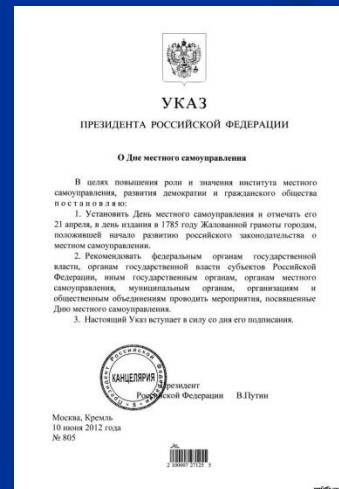 УКАЗ
ПРЕЗИДЕНТА РОССИЙСКОЙ ФЕДЕРАЦИИ
О Дне местного самоуправления
В целях повышения роли и значения института местного
самоуправления, развития демократии и гражданского общества
постановляю:
1. Установить День местного самоуправления и отмечать его
21 апреля, в день издания в 1785 году Жалованной грамоты городам,
положившей начало развитию российского законодательства о
местном самоуправлении.
2. Рекомендовать федеральным органам государственной
власти, органам государственной власти субъектов Российской
Федерации, иным государственным органам, органам местного
самоуправления, муниципальным органам, организациям и
общественным объединениям проводить мероприятия, посвященные
Дню местного самоуправления.
3. Настоящий Указ вступает в силу со дня его подписания.
КАНЦЕЛЯРИЯ
Президент
Российской Федерации В.Путин
Москва, Кремль
10 июня 2012 года
№ 805
2 100007 27125 5